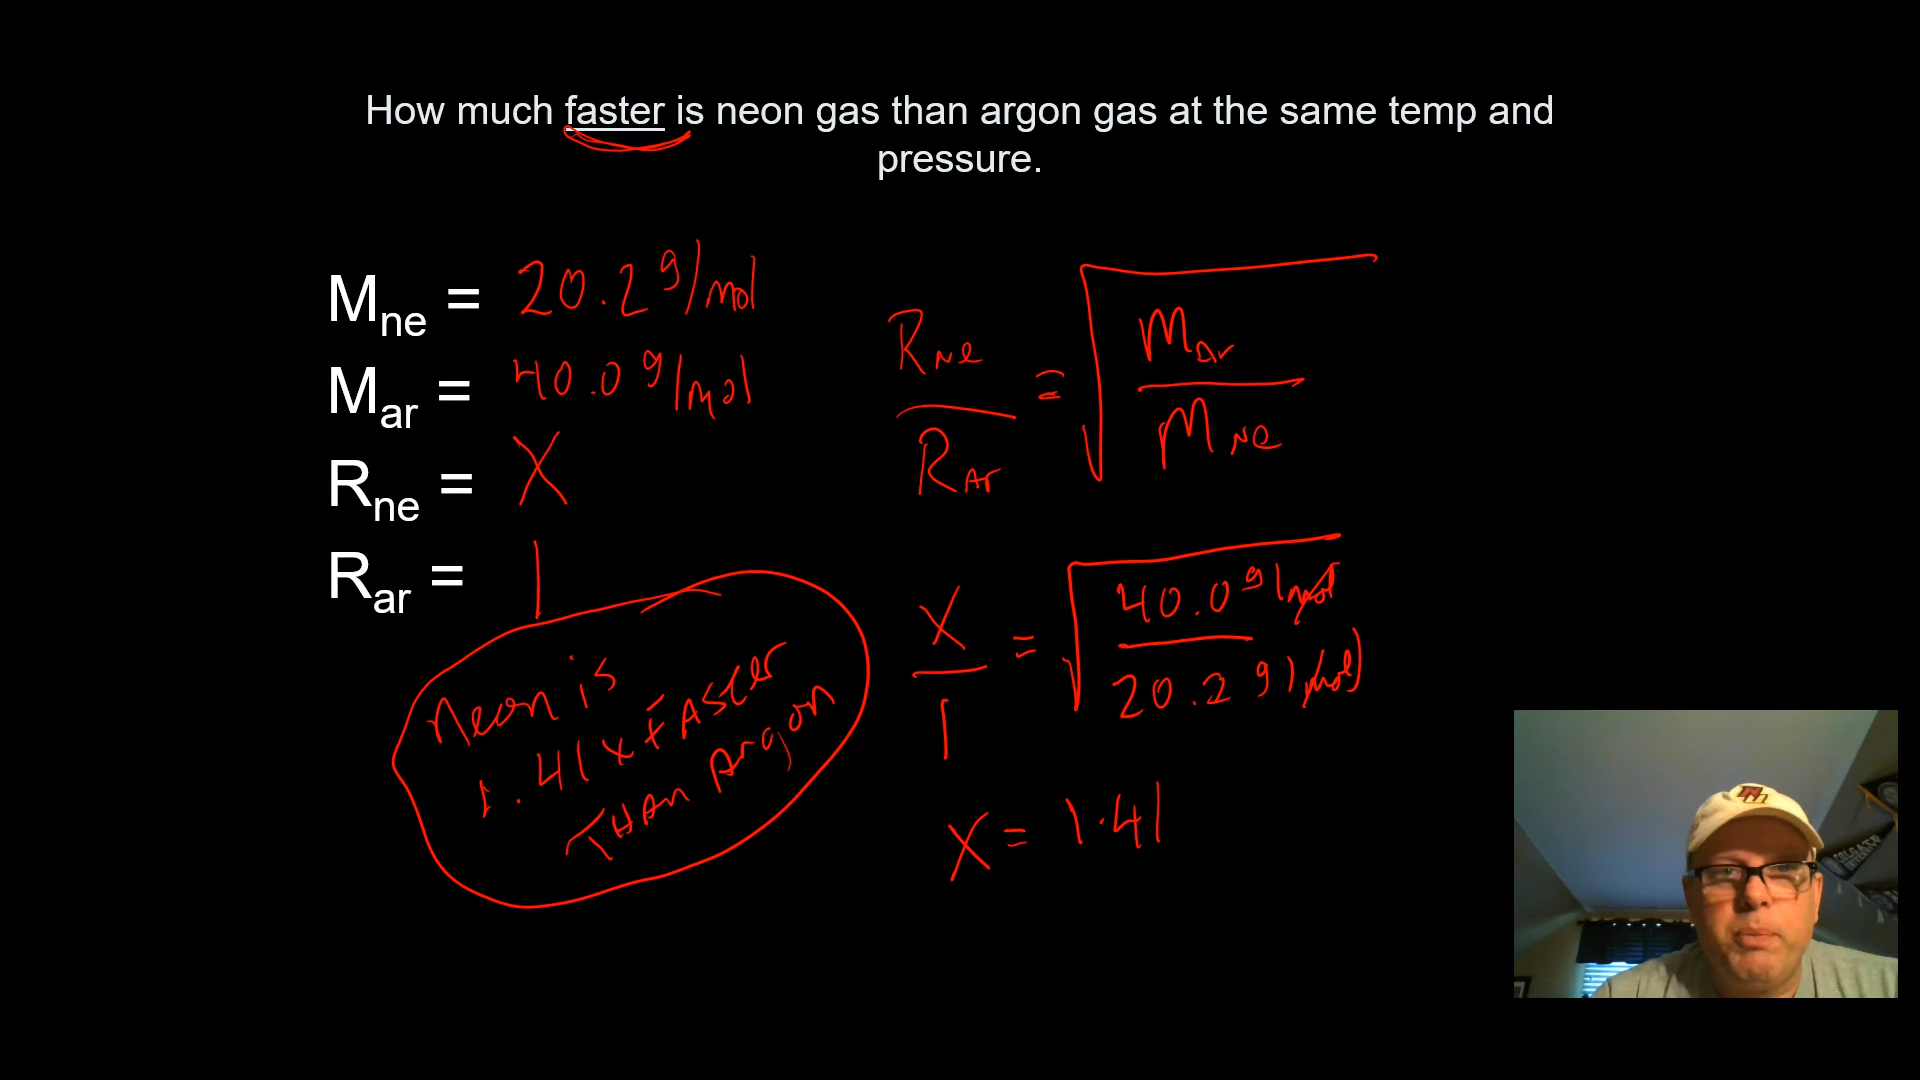 How much faster is neon gas than argon gas at the same temp and
pressure.
Mne = 20.2 g/mol
Mar = 40.0 g/mol
Rne = X
Rar = 1
Neon is
1.41x FASTER
THAN Argon
RNe
RAr
=
√
MAr
MNe
X
1
=
√
40.0 g/mol
20.2 g/mol
X = 1.41
COLGATE
UNIVERSITY